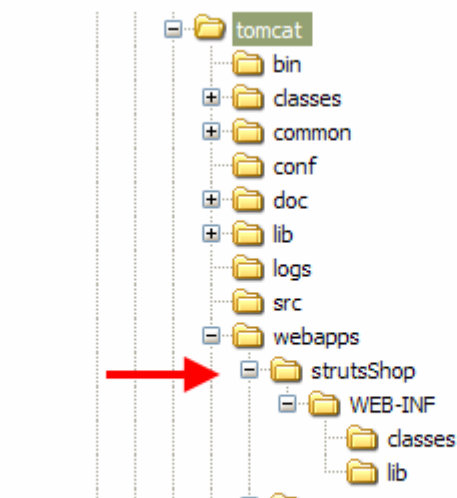 tomcat
bin
classes
common
conf
doc
lib
logs
src
webapps
strutsShop
WEB-INF
classes
lib